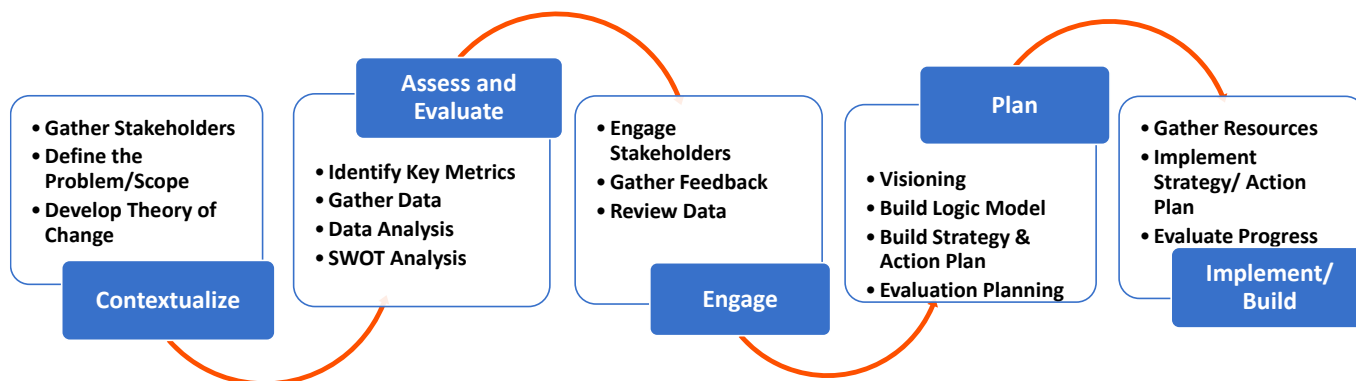 • Gather Stakeholders
• Define the
Problem/Scope
• Develop Theory of
Change
Contextualize
Assess and
Evaluate
• Identify Key Metrics
• Gather Data
• Data Analysis
• SWOT Analysis
• Engage
Stakeholders
• Gather Feedback
• Review Data
Engage
Plan
• Visioning
• Build Logic Model
• Build Strategy &
Action Plan
• Evaluation Planning
• Gather Resources
• Implement
Strategy/ Action
Plan
• Evaluate Progress
Implement/
Build